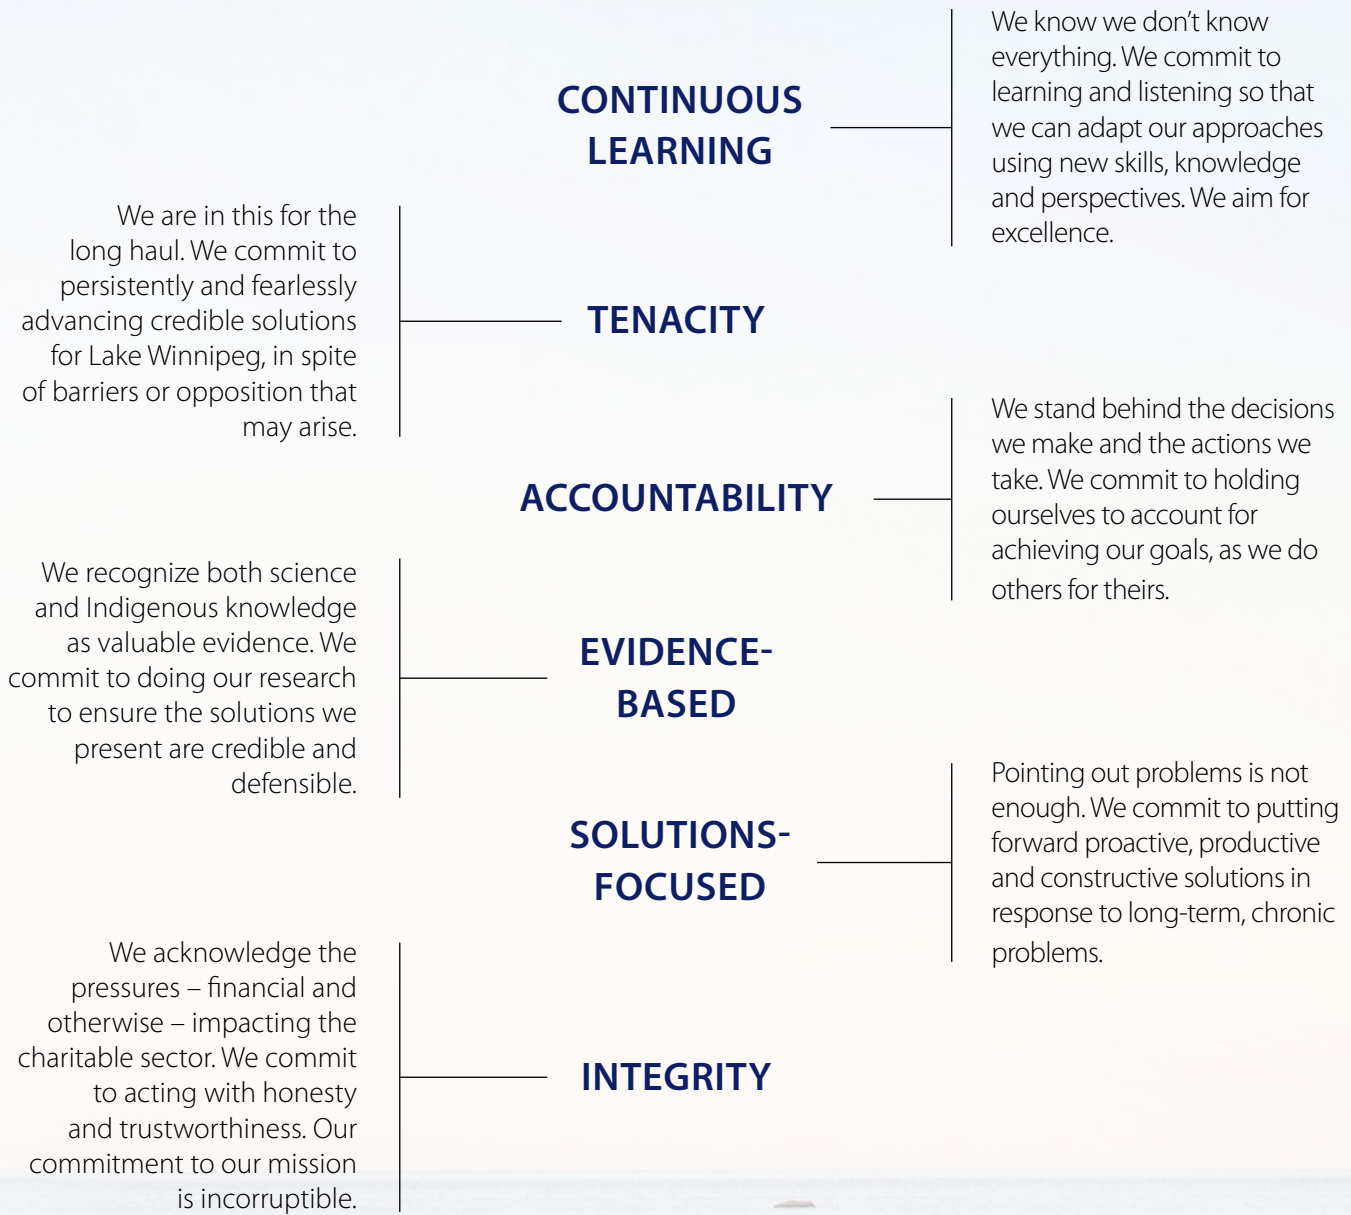 CONTINUOUS
LEARNING
We know we don’t know
everything. We commit to
learning and listening so that
we can adapt our approaches
using new skills, knowledge
and perspectives. We aim for
excellence.
TENACITY
We are in this for the
long haul. We commit to
persistently and fearlessly
advancing credible solutions
for Lake Winnipeg, in spite
of barriers or opposition that
may arise.
ACCOUNTABILITY
We stand behind the decisions
we make and the actions we
take. We commit to holding
ourselves to account for
achieving our goals, as we do
others for theirs.
EVIDENCE-
BASED
We recognize both science
and Indigenous knowledge
as valuable evidence. We
commit to doing our research
to ensure the solutions we
present are credible and
defensible.
SOLUTIONS-
FOCUSED
Pointing out problems is not
enough. We commit to putting
forward proactive, productive
and constructive solutions in
response to long-term, chronic
problems.
INTEGRITY
We acknowledge the
pressures – financial and
otherwise – impacting the
charitable sector. We commit
to acting with honesty
and trustworthiness. Our
commitment to our mission
is incorruptible.